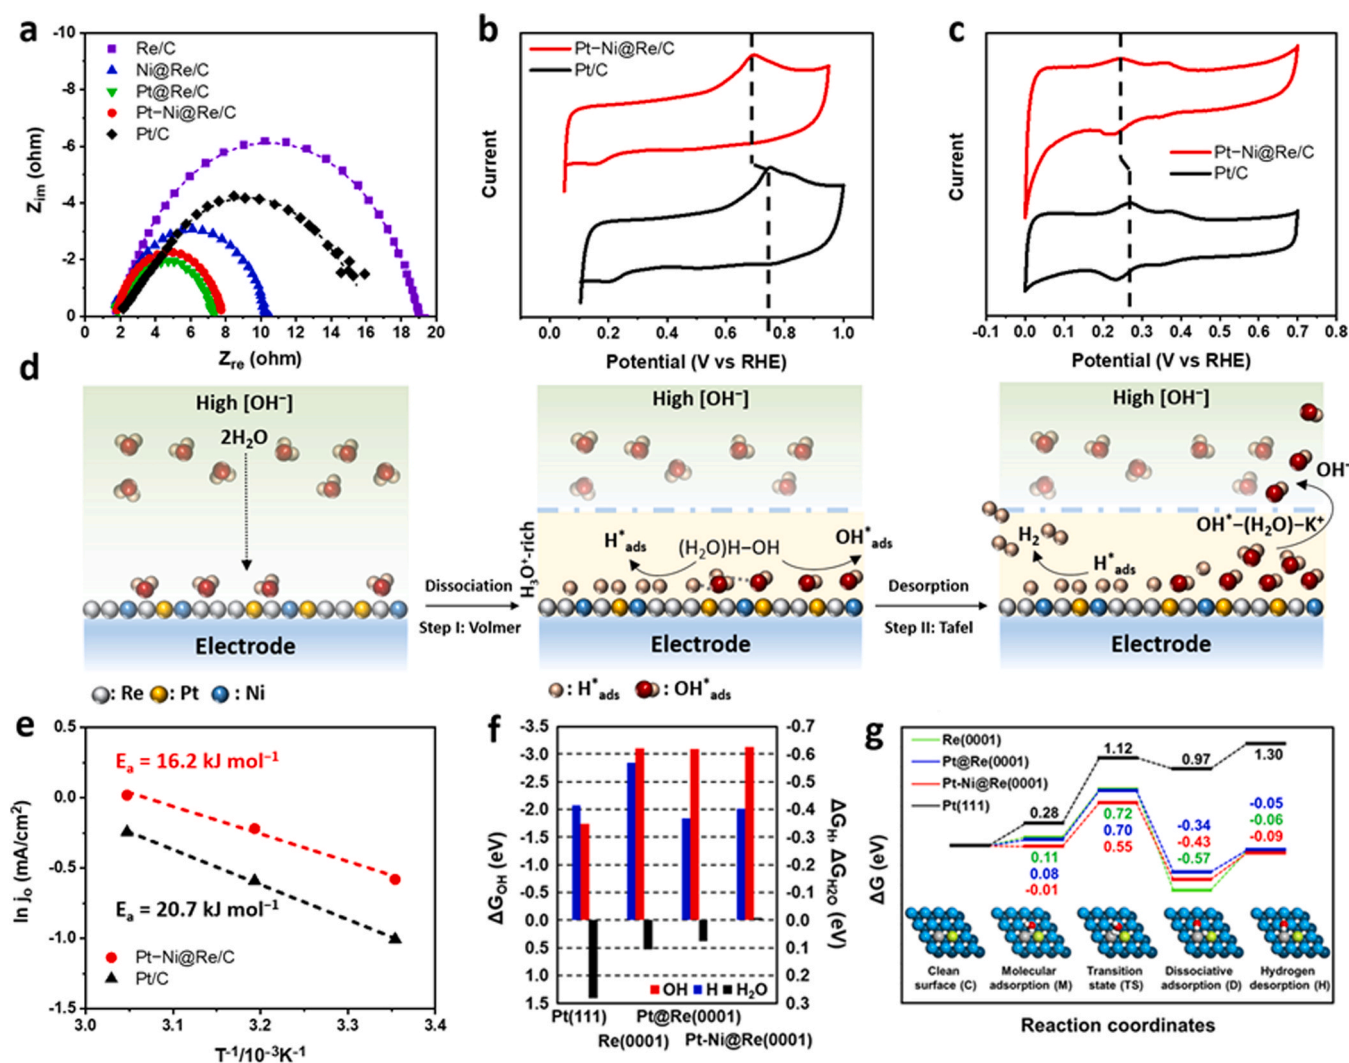 a
-10
-8
-6
-4
-2
0
Z_im (ohm)
Re/C
Ni@Re/C
Pt@Re/C
Pt−Ni@Re/C
Pt/C
0 2 4 6 8 10 12 14 16 18 20
Z_re (ohm)
b
Pt−Ni@Re/C
Pt/C
Current
0.0 0.2 0.4 0.6 0.8 1.0
Potential (V vs RHE)
c
Pt−Ni@Re/C
Pt/C
Current
-0.1 0.0 0.1 0.2 0.3 0.4 0.5 0.6 0.7 0.8
Potential (V vs RHE)
d
High [OH⁻]
2H₂O
Electrode
Dissociation
Step I: Volmer
High [OH⁻]
H₃O⁺-rich
H*ads
(H₂O)H−OH
OH*ads
Electrode
Desorption
Step II: Tafel
High [OH⁻]
OH⁻
OH*−(H₂O)−K⁺
H₂
H*ads
Electrode
: Re : Pt : Ni
: H*ads : OH*ads
e
0.5
0.0
-0.5
-1.0
-1.5
ln j₀ (mA/cm²)
Eₐ = 16.2 kJ mol⁻¹
Eₐ = 20.7 kJ mol⁻¹
Pt−Ni@Re/C
Pt/C
3.0 3.1 3.2 3.3 3.4
T⁻¹/10⁻³K⁻¹
f
-3.5
-3.0
-2.5
-2.0
-1.5
-1.0
-0.5
0.0
0.5
1.0
1.5
ΔG_OH (eV)
-0.7
-0.6
-0.5
-0.4
-0.3
-0.2
-0.1
0.0
0.1
0.2
0.3
ΔG_H, ΔG_H2O (eV)
OH H H₂O
Pt(111) Pt@Re(0001)
Re(0001) Pt-Ni@Re(0001)
g
Re(0001)
Pt@Re(0001)
Pt-Ni@Re(0001)
Pt(111)
ΔG (eV)
0.28
0.11
0.08
-0.01
1.12
0.72
0.70
0.55
0.97
-0.34
-0.43
-0.57
1.30
-0.05
-0.06
-0.09
Clean
surface (C)
Molecular
adsorption (M)
Transition
state (TS)
Dissociative
adsorption (D)
Hydrogen
desorption (H)
Reaction coordinates